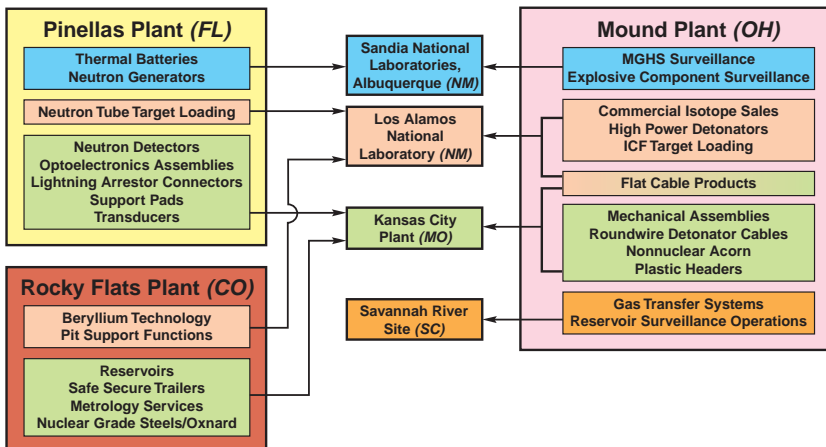 Pinellas Plant (FL)
Thermal Batteries
Neutron Generators
Neutron Tube Target Loading
Neutron Detectors
Optoelectronics Assemblies
Lightning Arrestor Connectors
Support Pads
Transducers
Rocky Flats Plant (CO)
Beryllium Technology
Pit Support Functions
Reservoirs
Safe Secure Trailers
Metrology Services
Nuclear Grade Steels/Oxnard
Sandia National
Laboratories,
Albuquerque (NM)
Los Alamos
National
Laboratory (NM)
Kansas City
Plant (MO)
Savannah River
Site (SC)
Mound Plant (OH)
MGHS Surveillance
Explosive Component Surveillance
Commercial Isotope Sales
High Power Detonators
ICF Target Loading
Flat Cable Products
Mechanical Assemblies
Roundwire Detonator Cables
Nonnuclear Acorn
Plastic Headers
Gas Transfer Systems
Reservoir Surveillance Operations